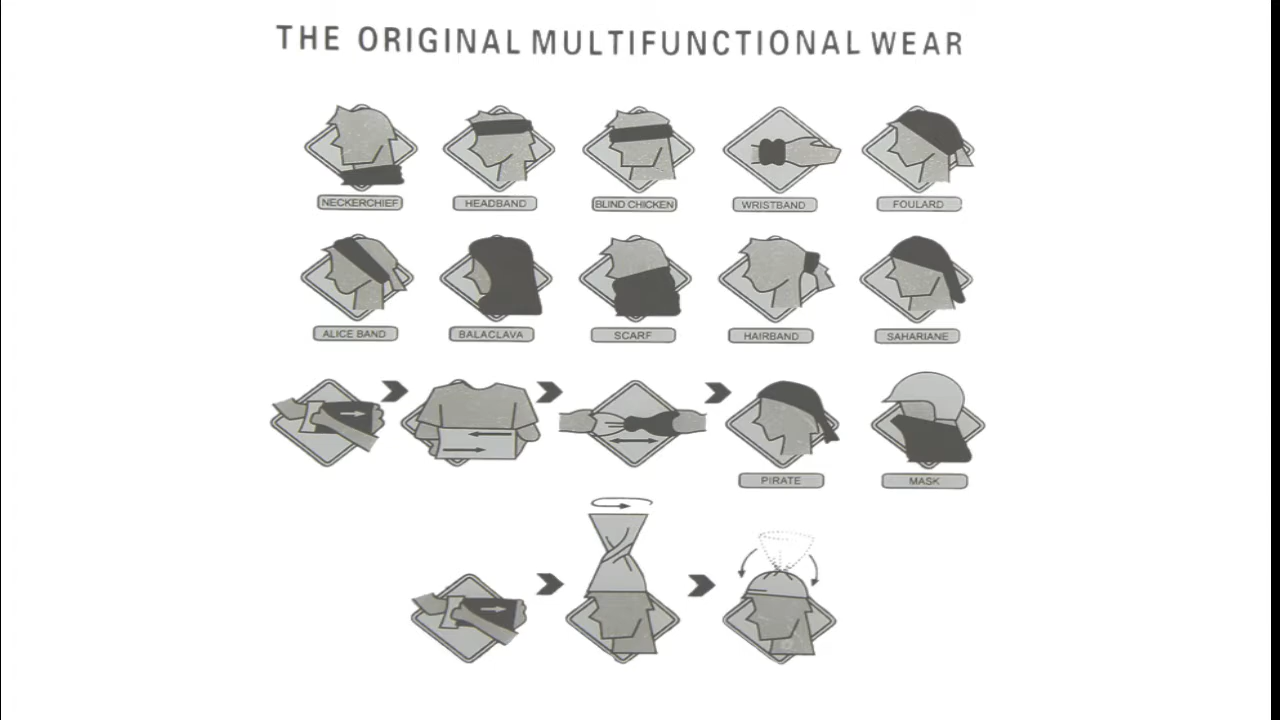 THE ORIGINAL MULTIFUNCTIONAL WEAR
NECKERCHIEF
HEADBAND
BLIND CHICKEN
WRISTBAND
FOULARD
ALICE BAND
BALACLAVA
SCARF
HAIRBAND
SAHARIANE
PIRATE
MASK